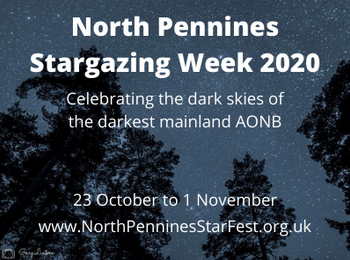 North Pennines
Stargazing Week 2020
Celebrating the dark skies of
the darkest mainland AONB
23 October to 1 November
www.NorthPenninesStarFest.org.uk